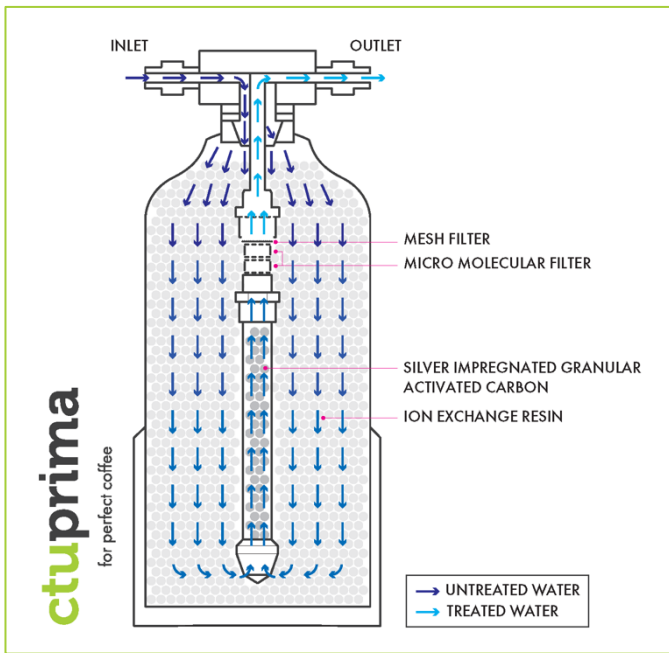 INLET
OUTLET
MESH FILTER
MICRO MOLECULAR FILTER
SILVER IMPREGNATED GRANULAR
ACTIVATED CARBON
ION EXCHANGE RESIN
ctuprima
for perfect coffee
UNTREATED WATER
TREATED WATER